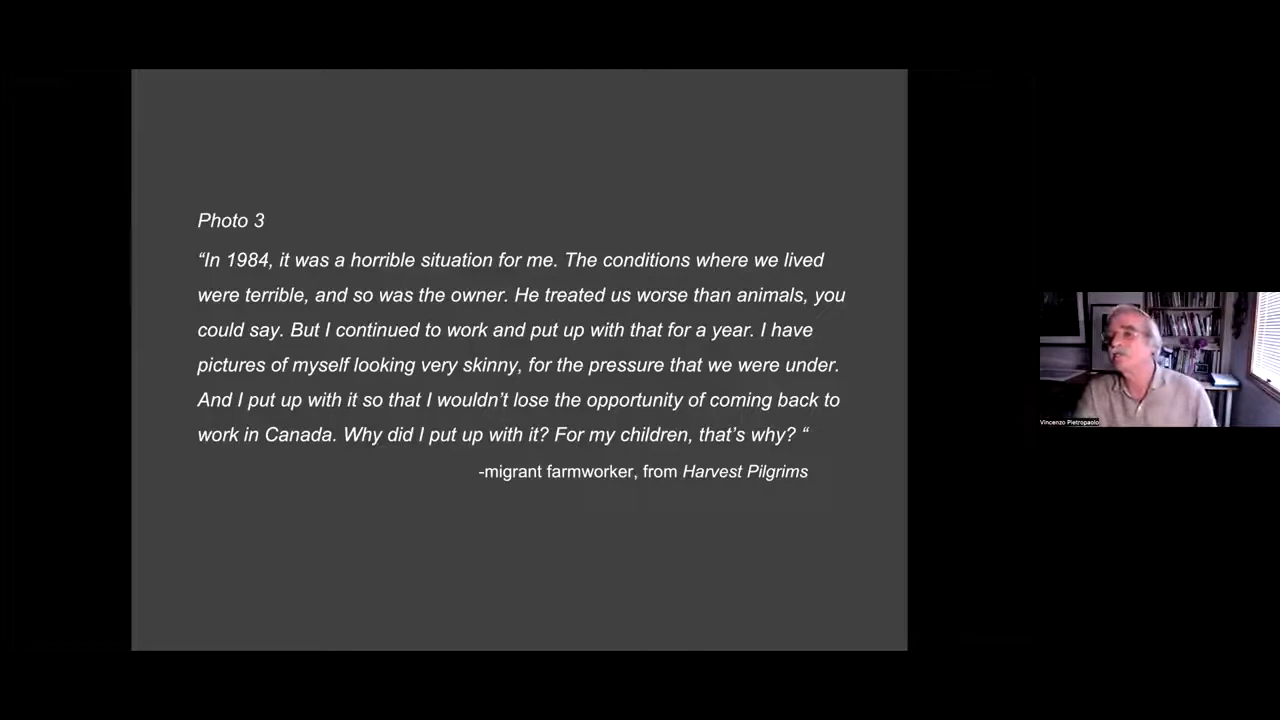 Photo 3
“In 1984, it was a horrible situation for me. The conditions where we lived
were terrible, and so was the owner. He treated us worse than animals, you
could say. But I continued to work and put up with that for a year. I have
pictures of myself looking very skinny, for the pressure that we were under.
And I put up with it so that I wouldn’t lose the opportunity of coming back to
work in Canada. Why did I put up with it? For my children, that’s why? “
-migrant farmworker, from Harvest Pilgrims
Vincenzo Pietropaolo